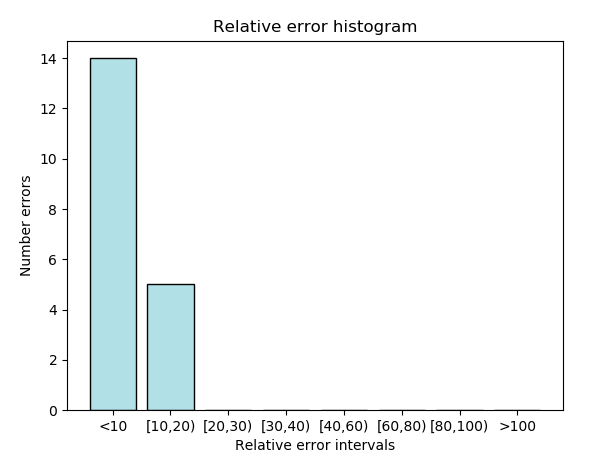 Relative error histogram
14
12
10
8
6
4
2
0
Number errors
<10 [10,20) [20,30) [30,40) [40,60) [60,80) [80,100) >100
Relative error intervals